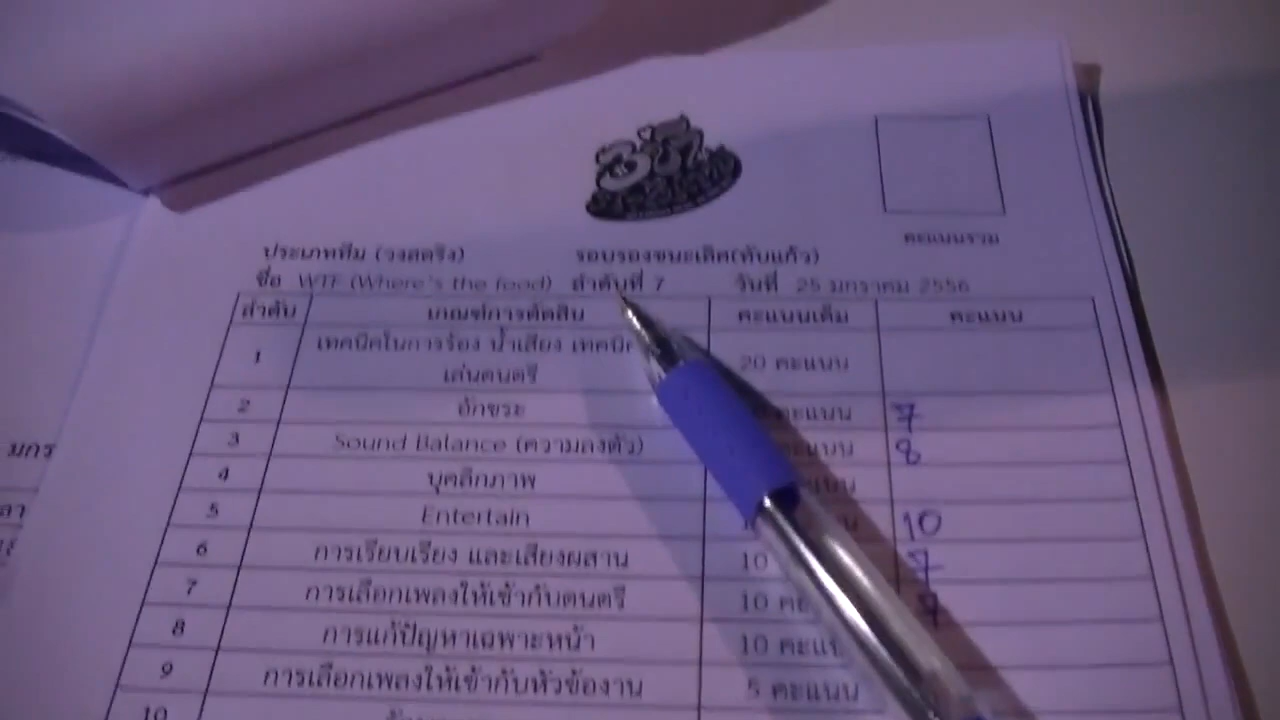 คะแนนรวม
ประเภททีม (วงสตริง) รอบรองชนะเลิศ(ทับแก้ว)
ชื่อ WTF (Where's the food) ลำดับที่ 7 วันที่ 25 มกราคม 2556
ลำดับ เกณฑ์การตัดสิน คะแนนเต็ม คะแนน
1 เทคนิคในการร้อง น้ำเสียง 20 คะแนน
เล่นดนตรี
2 อักขระ คะแนน 7
3 Sound Balance (ความลงตัว) 8
4 บุคลิกภาพ
5 Entertain 10
6 การเรียบเรียง และเสียงผสาน 10 7
7 การเลือกเพลงให้เข้ากับดนตรี 10
8 การแก้ปัญหาเฉพาะหน้า 10
9 การเลือกเพลงให้เข้ากับหัวข้องาน 5 คะแนน
10